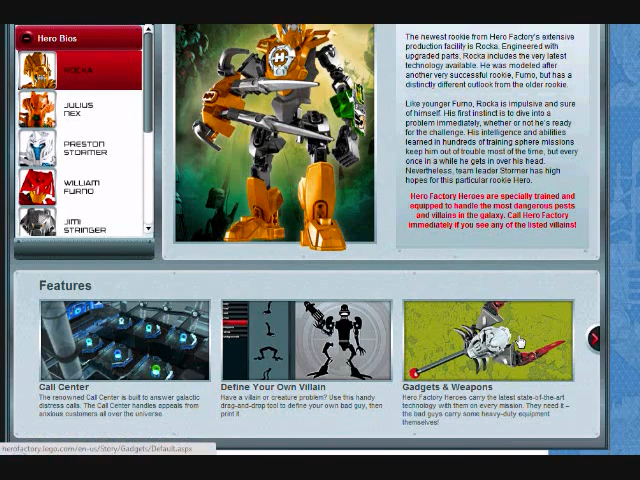 Hero Bios
ROCKA
JULIUS
NEX
PRESTON
STORMER
WILLIAM
FURNO
JIMI
STRINGER
The newest rookie from Hero Factory's extensive
production facility is Rocka. Engineered with
upgraded parts, Rocka includes the very latest
technology available. He was modeled after
another very successful rookie, Furno, but has a
distinctly different outlook from the older rookie.
Like younger Furno, Rocka is impulsive and sure
of himself. His first instinct is to dive into a
problem immediately, whether or not he's ready
for the challenge. His intelligence and abilities
learned in hundreds of training sphere missions
keep him out of trouble most of the time, but every
once in a while he gets in over his head.
Nevertheless, team leader Stormer has high
hopes for this particular rookie Hero.
Hero Factory Heroes are specially trained and
equipped to handle the most dangerous pests
and villains in the galaxy. Call Hero Factory
immediately if you see any of the listed villains!
Features
Call Center
The renowned Call Center is built to answer galactic
distress calls. The Call Center handles appeals from
anxious customers all over the universe.
Define Your Own Villain
Have a villain or creature problem? Use this handy
drag-and-drop tool to define your own bad guy, then
print it.
Gadgets & Weapons
Hero Factory Heroes carry the latest state-of-the-art
technology with them on every mission. They need it –
the bad guys carry some heavy-duty equipment
themselves!
herofactory.lego.com/en-us/Story/Gadgets/Default.aspx